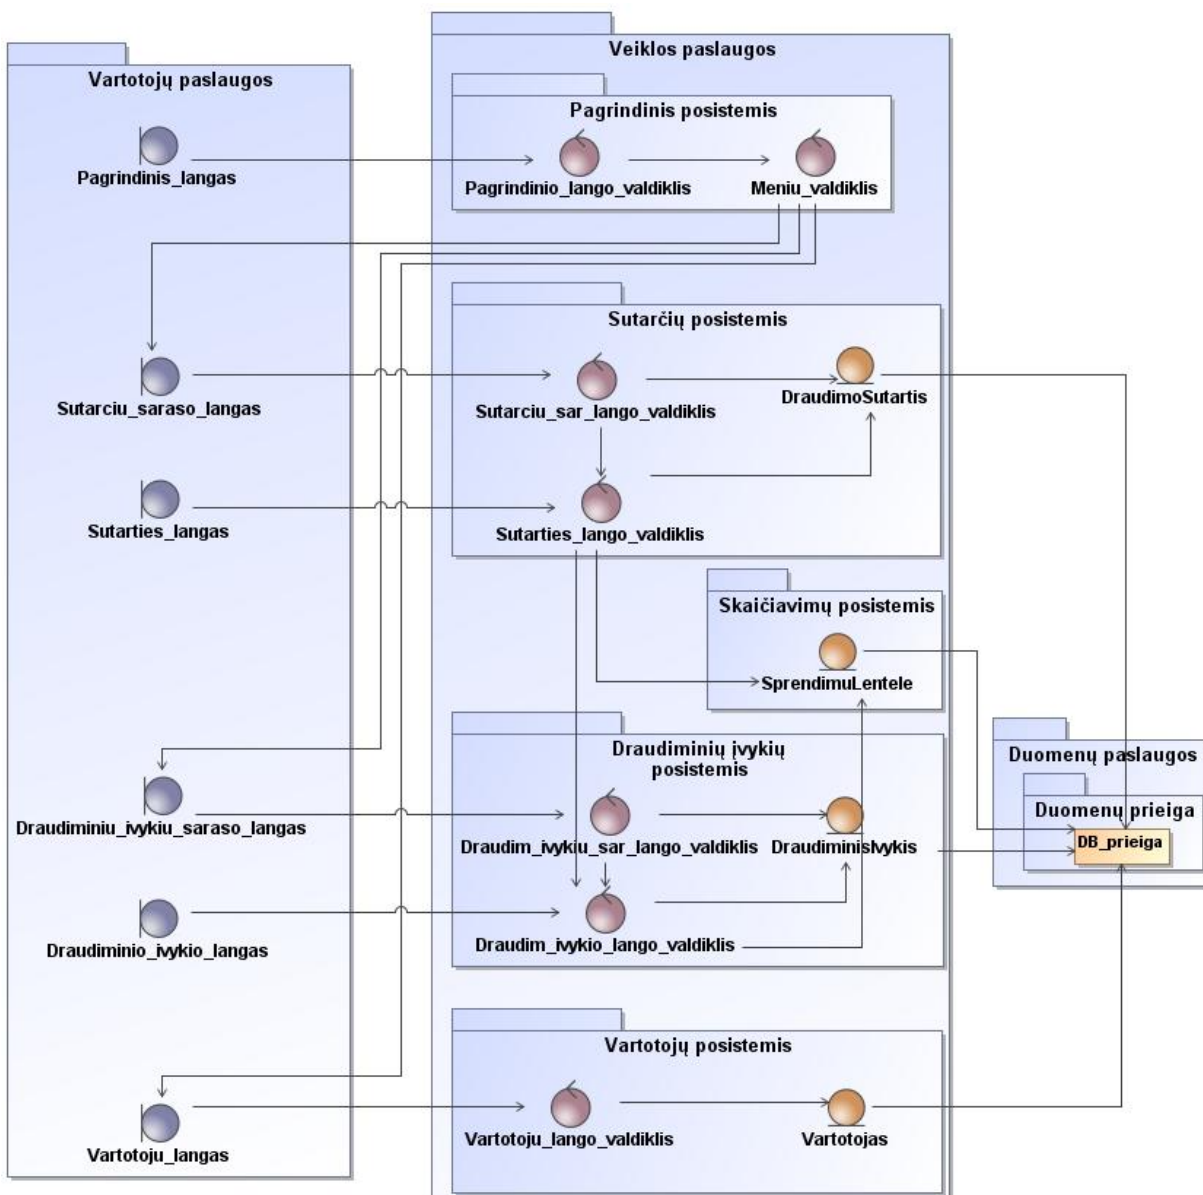 Veiklos paslaugos
Vartotojų paslaugos
Pagrindinis posistemis
Pagrindinis_langas
Pagrindinio_lango_valdiklis
Meniu_valdiklis
Sutarčių posistemis
Sutarciu_saraso_langas
Sutarciu_sar_lango_valdiklis
DraudimoSutartis
Sutarties_langas
Sutarties_lango_valdiklis
Skaičiavimų posistemis
SprendimuLentele
Draudiminių įvykių
posistemis
Duomenų paslaugos
Duomenų prieiga
DB_prieiga
Draudiminiu_ivykiu_saraso_langas
Draudim_ivykiu_sar_lango_valdiklis
DraudiminisIvykis
Draudiminio_ivykio_langas
Draudim_ivykio_lango_valdiklis
Vartotojų posistemis
Vartotoju_langas
Vartotoju_lango_valdiklis
Vartotojas